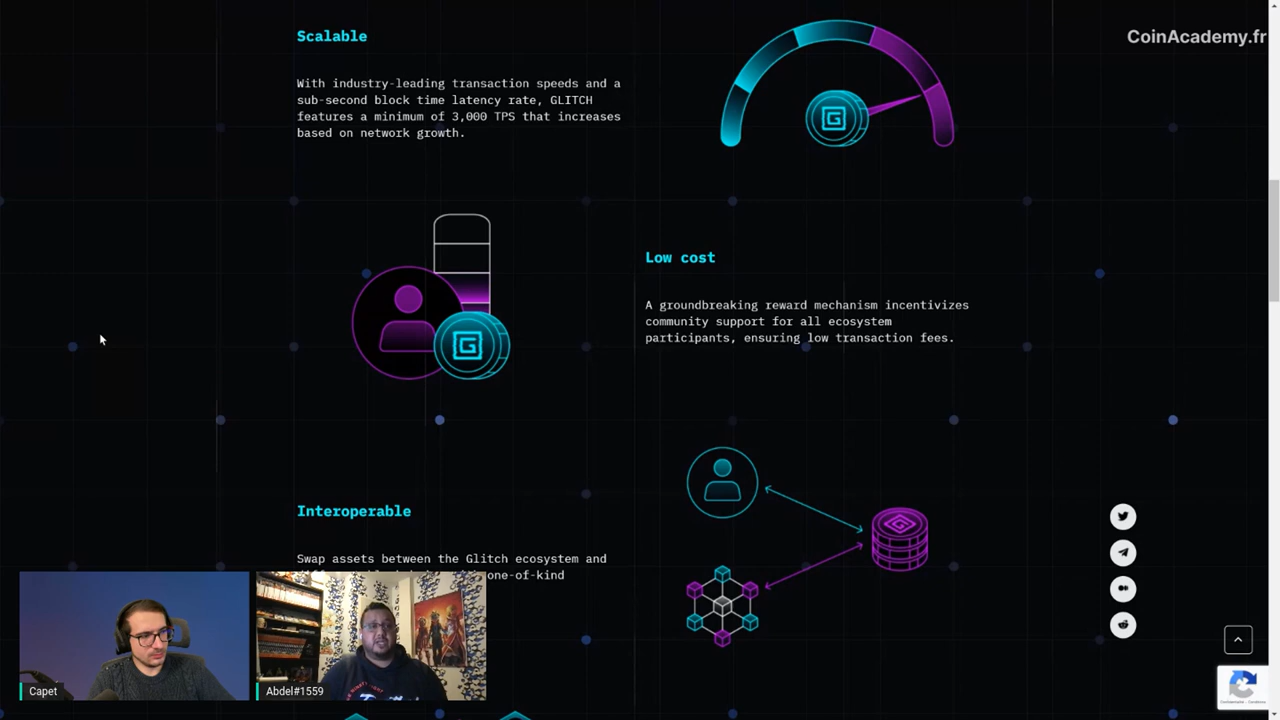 CoinAcademy.fr
Scalable
With industry-leading transaction speeds and a
sub-second block time latency rate, GLITCH
features a minimum of 3,000 TPS that increases
based on network growth.
Low cost
A groundbreaking reward mechanism incentivizes
community support for all ecosystem
participants, ensuring low transaction fees.
Interoperable
Swap assets between the Glitch ecosystem and
one-of-kind
Capet
Abdel#1559